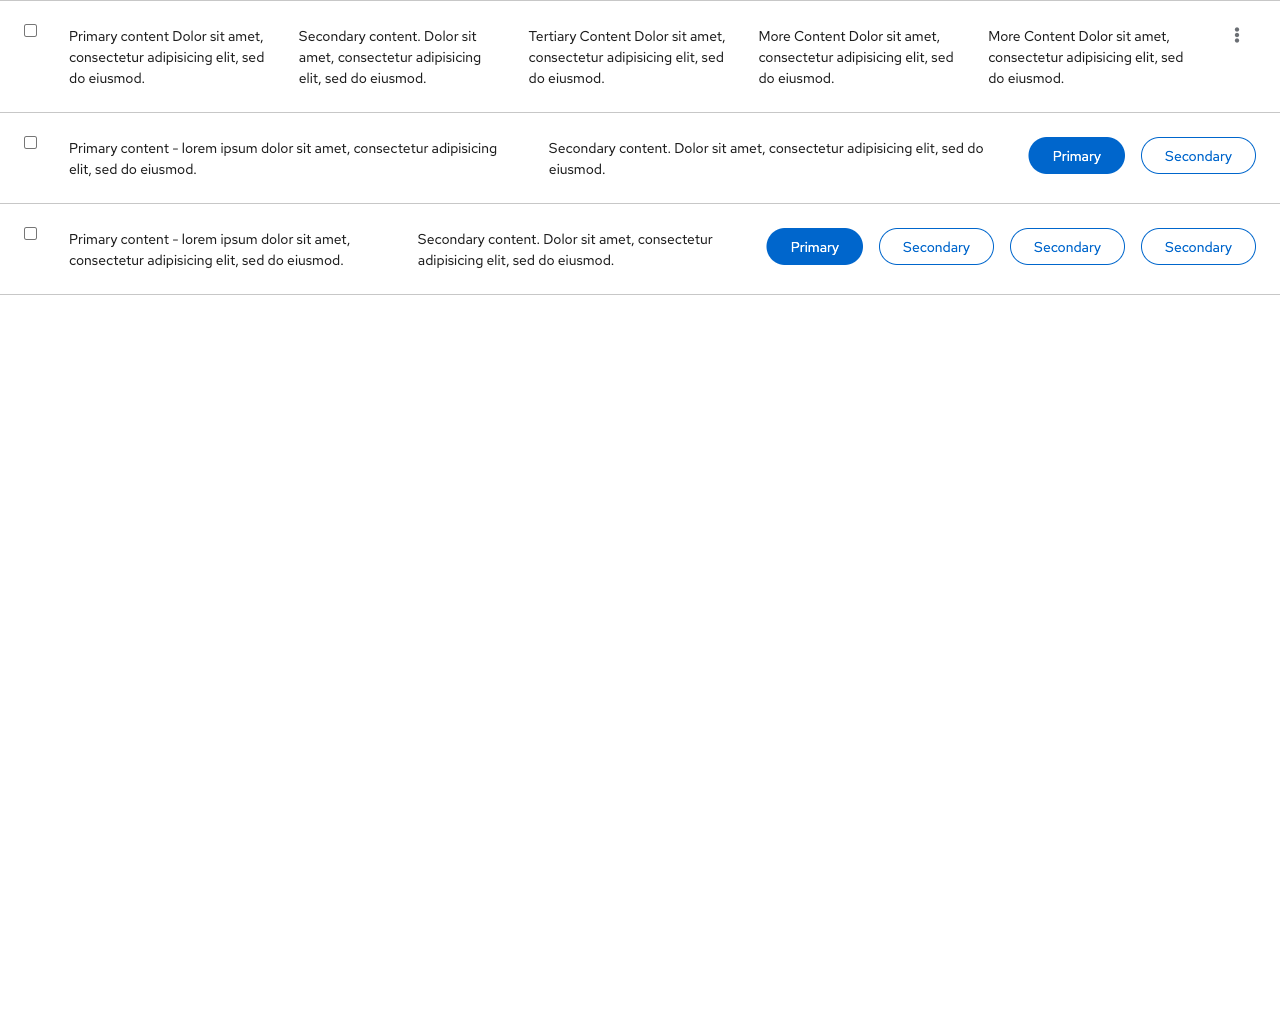 Primary content Dolor sit amet,
consectetur adipisicing elit, sed
do eiusmod.
Secondary content. Dolor sit
amet, consectetur adipisicing
elit, sed do eiusmod.
Tertiary Content Dolor sit amet,
consectetur adipisicing elit, sed
do eiusmod.
More Content Dolor sit amet,
consectetur adipisicing elit, sed
do eiusmod.
More Content Dolor sit amet,
consectetur adipisicing elit, sed
do eiusmod.
Primary content - lorem ipsum dolor sit amet, consectetur adipisicing
elit, sed do eiusmod.
Secondary content. Dolor sit amet, consectetur adipisicing elit, sed do
eiusmod.
Primary
Secondary
Primary content - lorem ipsum dolor sit amet,
consectetur adipisicing elit, sed do eiusmod.
Secondary content. Dolor sit amet, consectetur
adipisicing elit, sed do eiusmod.
Primary
Secondary
Secondary
Secondary